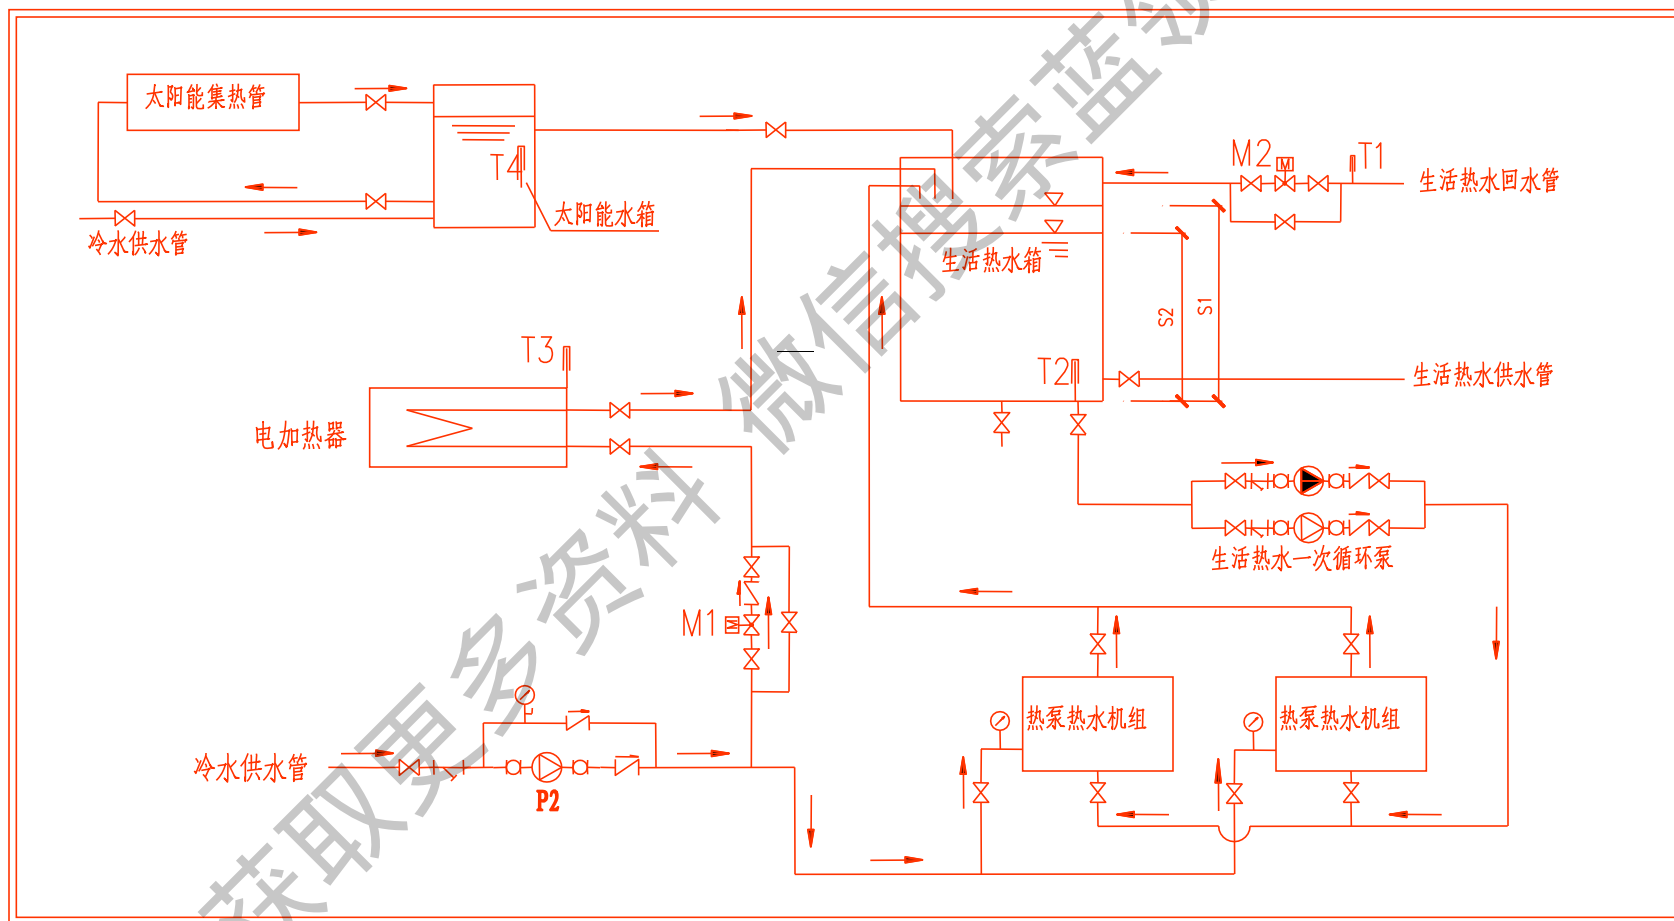 太阳能集热管
T4
太阳能水箱
冷水供水管
M2
M
T1
生活热水回水管
生活热水箱
S2
S1
T2
生活热水供水管
T3
电加热器
生活热水一次循环泵
M1
M
热泵热水机组
热泵热水机组
冷水供水管
P2
获取更多资料 微信搜索蓝领